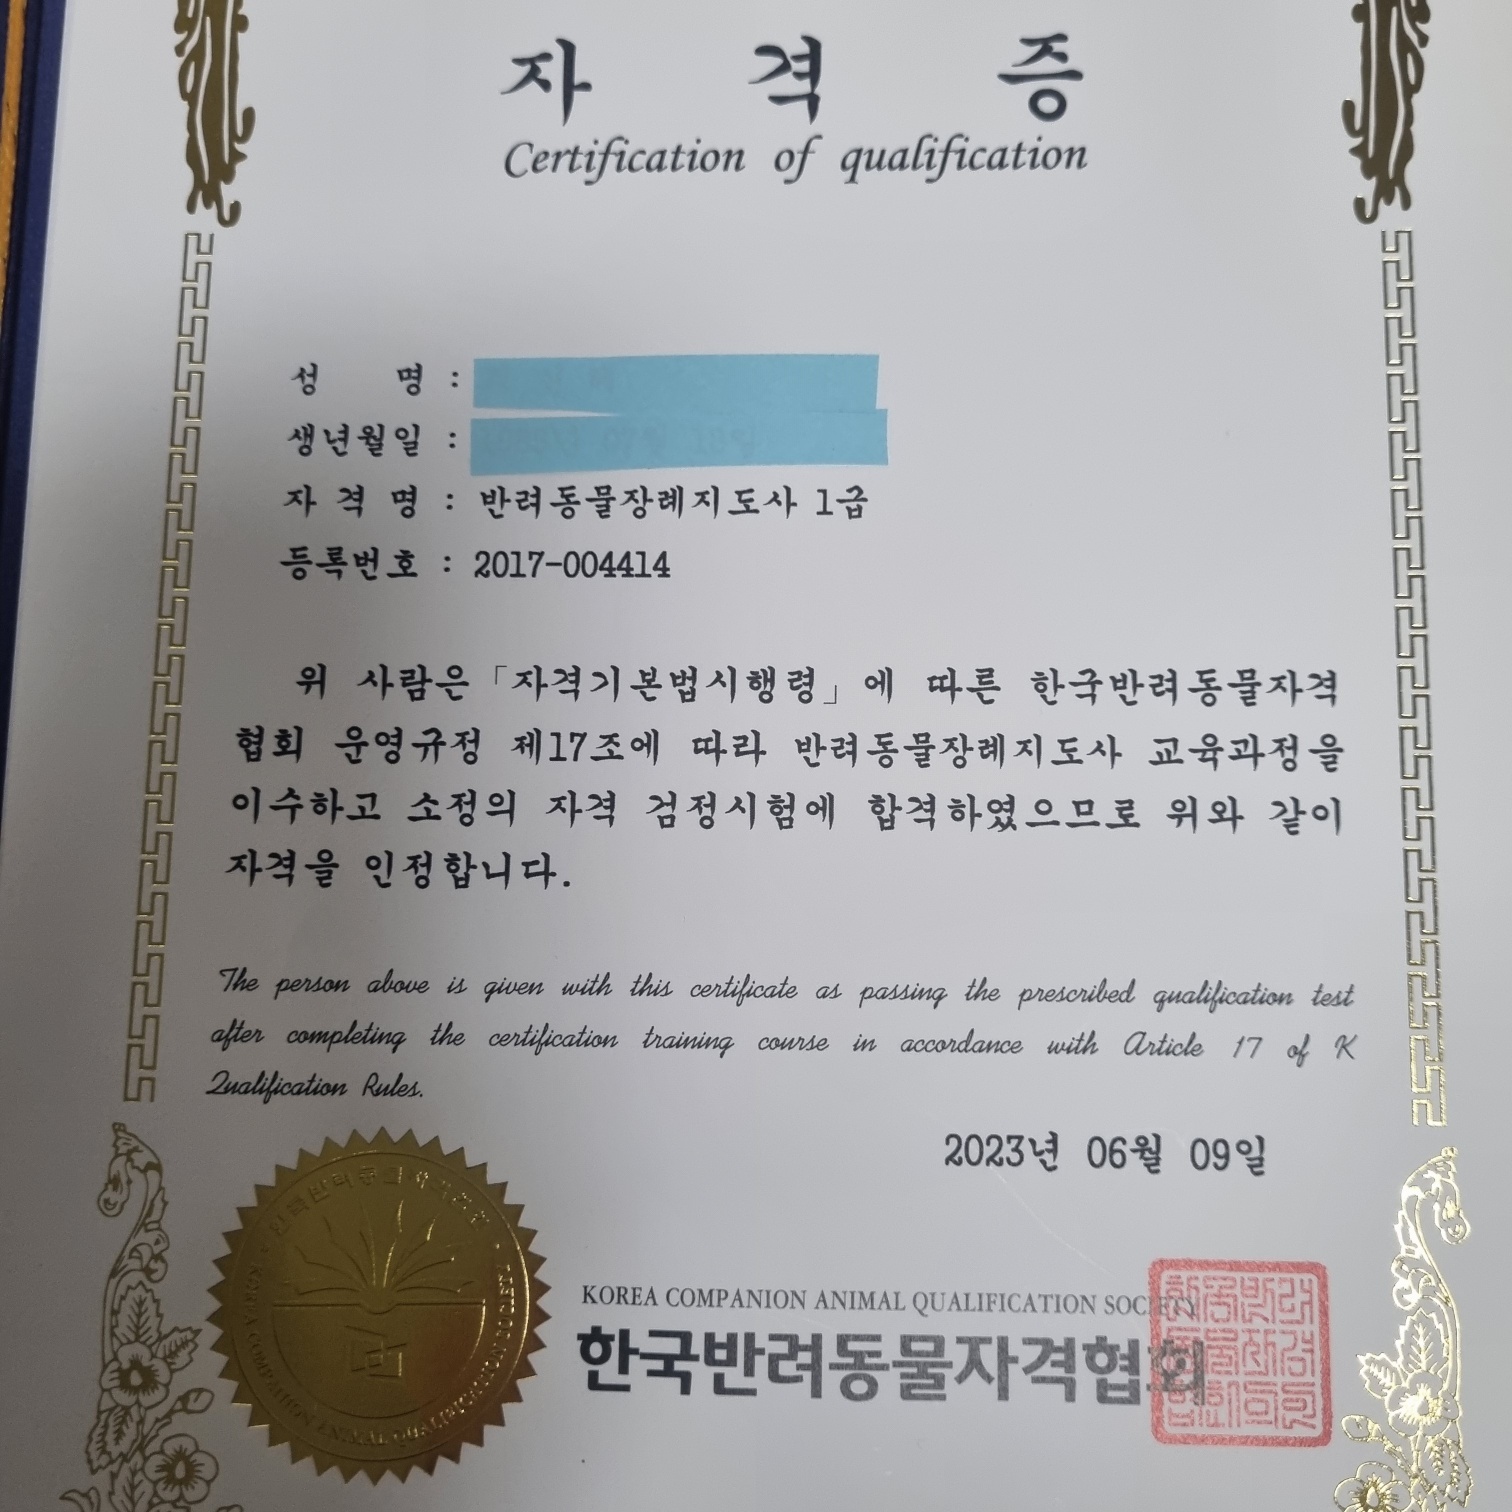 자 격 증
Certification of qualification
성 명 :
생년월일 :
자 격 명 : 반려동물장례지도사 1급
등록번호 : 2017-004414
위 사람은 「자격기본법시행령」에 따른 한국반려동물자격
협회 운영규정 제17조에 따라 반려동물장례지도사 교육과정을
이수하고 소정의 자격 검정시험에 합격하였으므로 위와 같이
자격을 인정합니다.
The person above is given with this certificate as passing the prescribed qualification test
after completing the certification training course in accordance with Article 17 of K
Qualification Rules.
2023년 06월 09일
KOREA COMPANION ANIMAL QUALIFICATION SOCIETY
한국반려동물자격협회
KOREA COMPANION ANIMAL QUALIFICATION SOCIETY